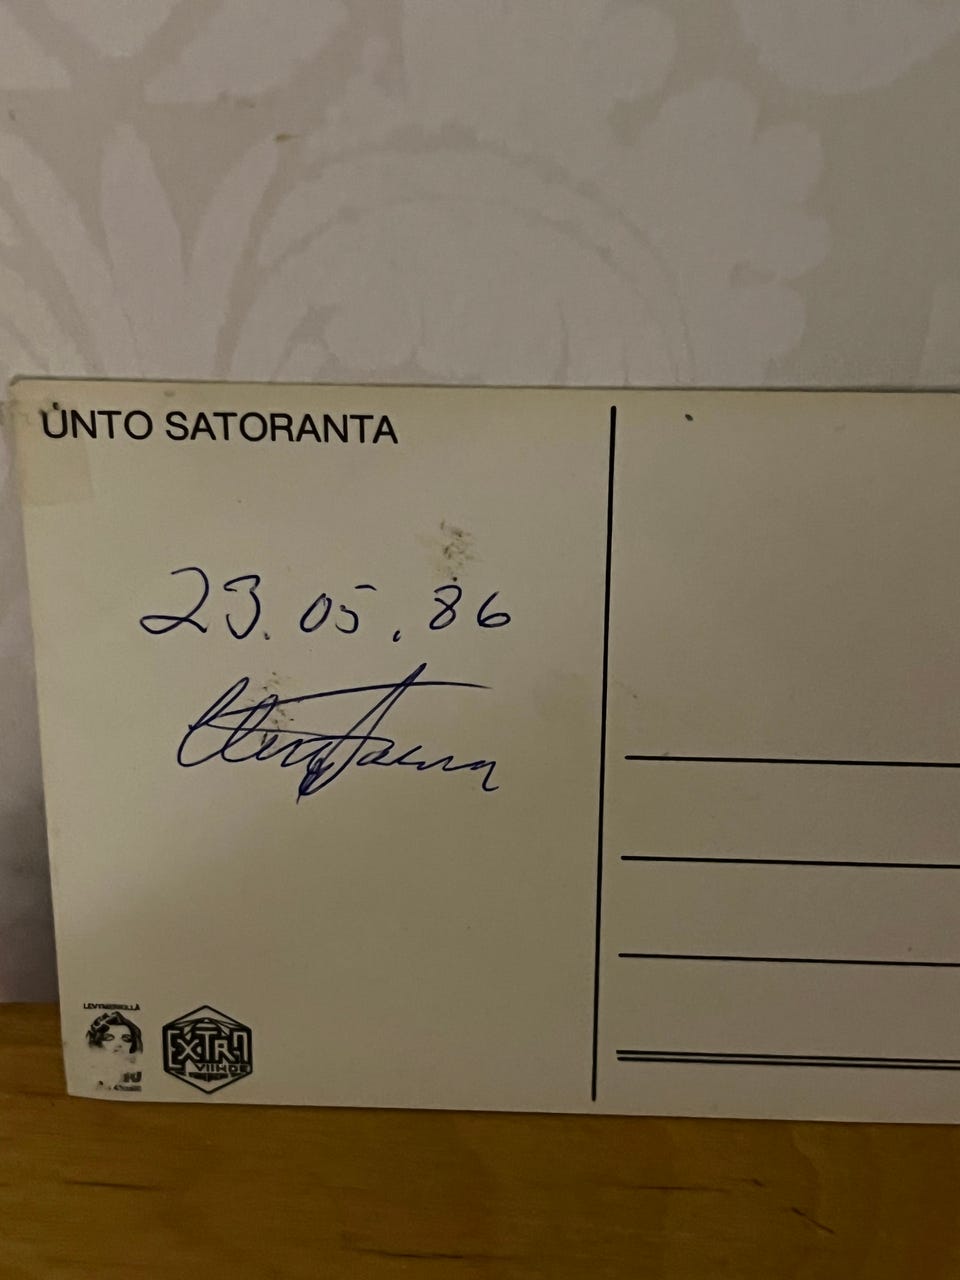 UNTO SATORANTA
23.05.86
LEVYMERKILLÄ
EXTRA
VIIHDE